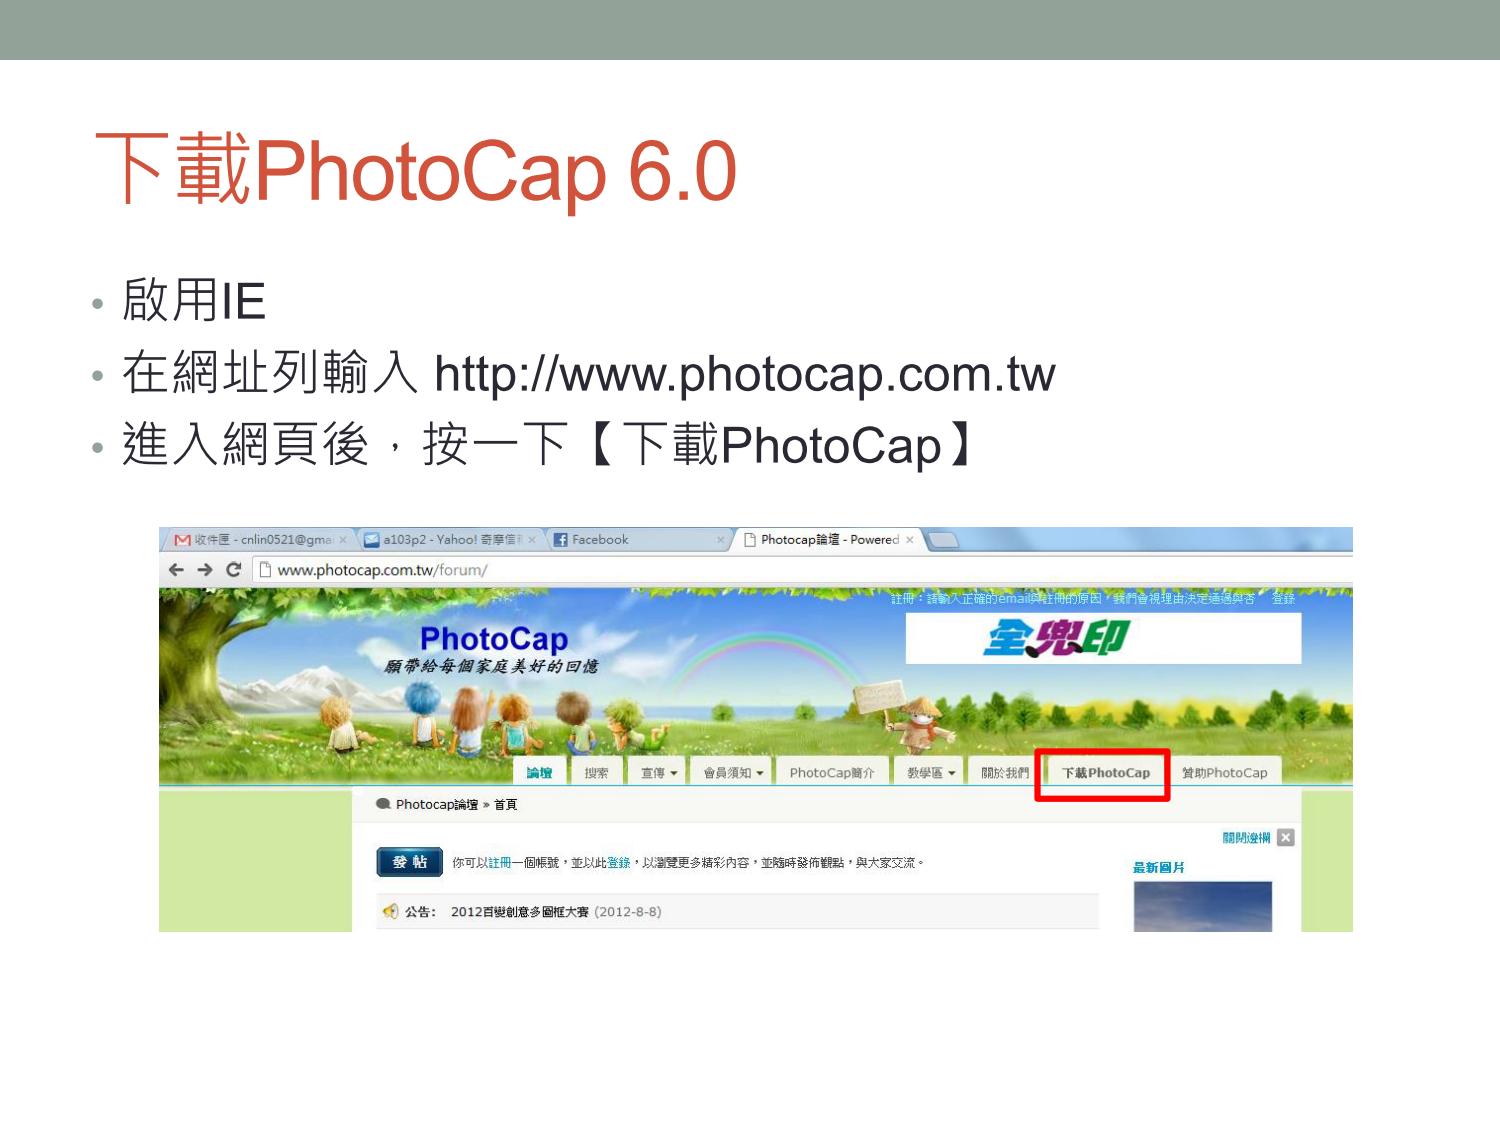 下載PhotoCap 6.0
• 啟用IE
• 在網址列輸入 http://www.photocap.com.tw
• 進入網頁後，按一下【下載PhotoCap】
收件匣 - cnlin0521@gma
a103p2 - Yahoo! 奇摩信
Facebook
Photocap論壇 - Powered
www.photocap.com.tw/forum/
註冊：請輸入正確的email與註冊的原因，我們會視理由決定通過與否 登錄
PhotoCap
願帶給每個家庭美好的回憶
全兜印
論壇 搜索 宣傳 會員須知 PhotoCap簡介 教學區 關於我們 下載PhotoCap 贊助PhotoCap
Photocap論壇 » 首頁
關閉邊欄
發帖 你可以註冊一個帳號，並以此登錄，以瀏覽更多精彩內容，並隨時發佈觀點，與大家交流。
最新圖片
公告： 2012百變創意多圖框大賽 (2012-8-8)